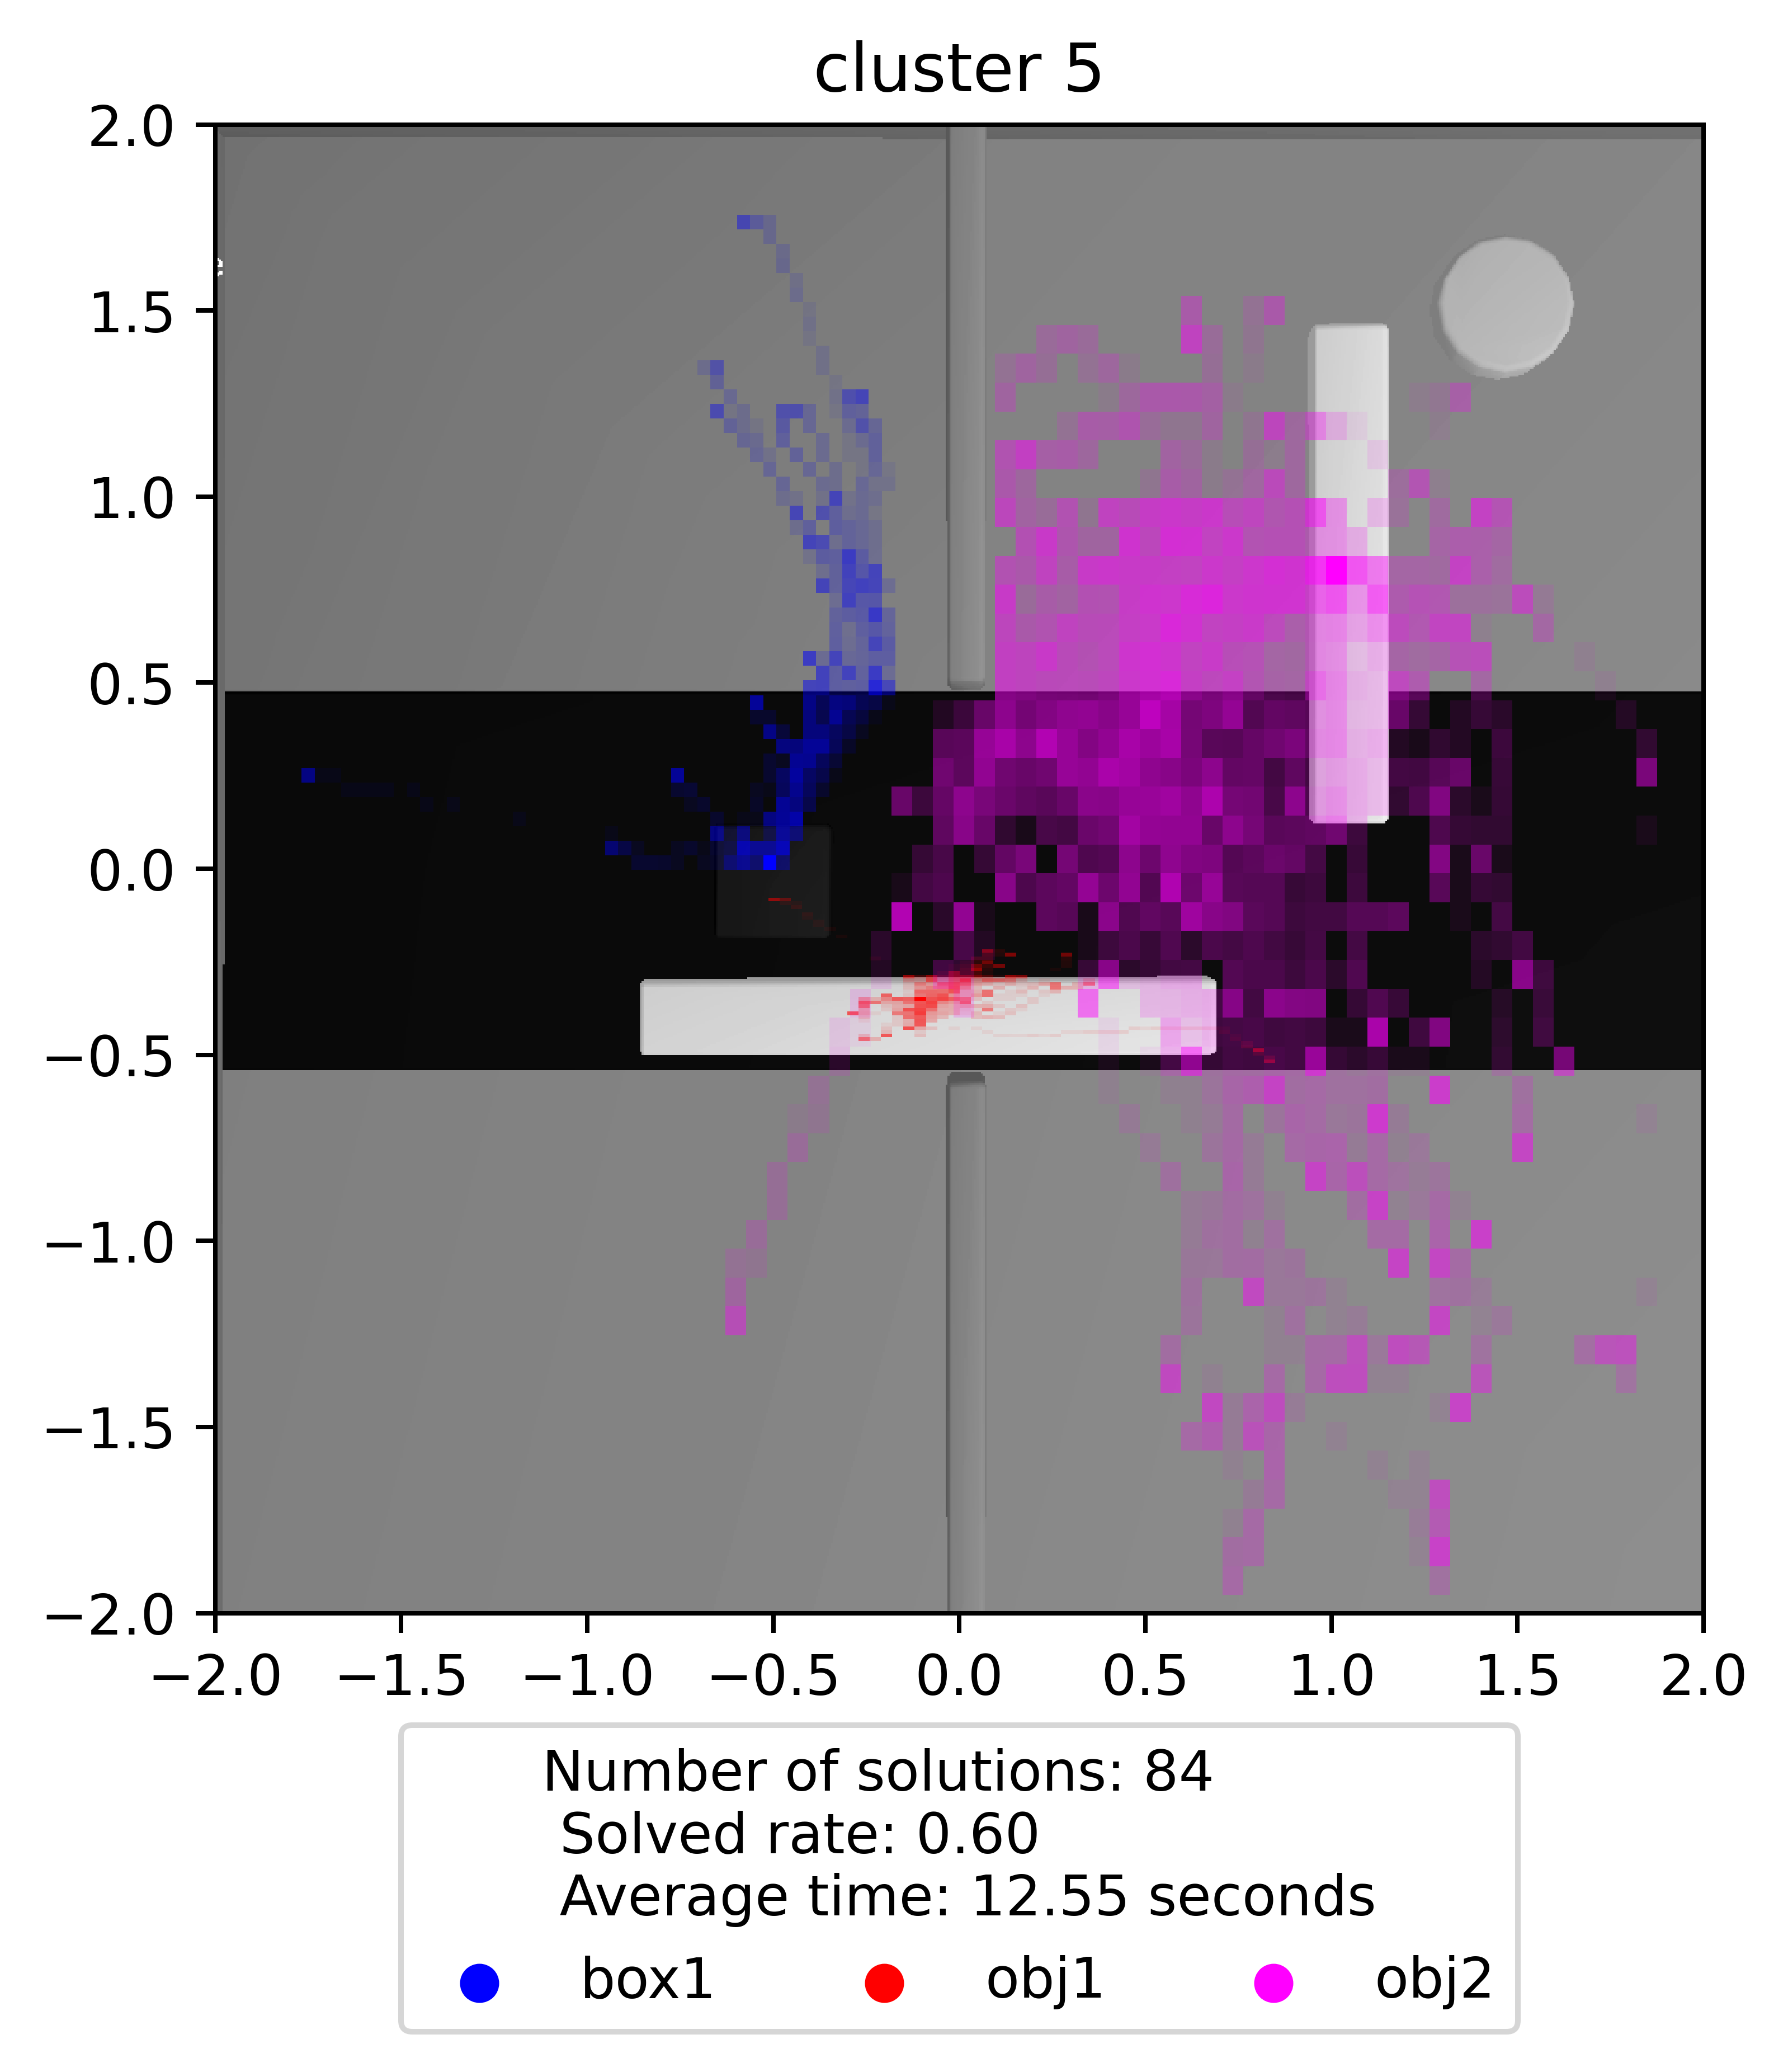 cluster 5
2.0
1.5
1.0
0.5
0.0
−0.5
−1.0
−1.5
−2.0
−2.0 −1.5 −1.0 −0.5 0.0 0.5 1.0 1.5 2.0
Number of solutions: 84
Solved rate: 0.60
Average time: 12.55 seconds
box1 obj1 obj2